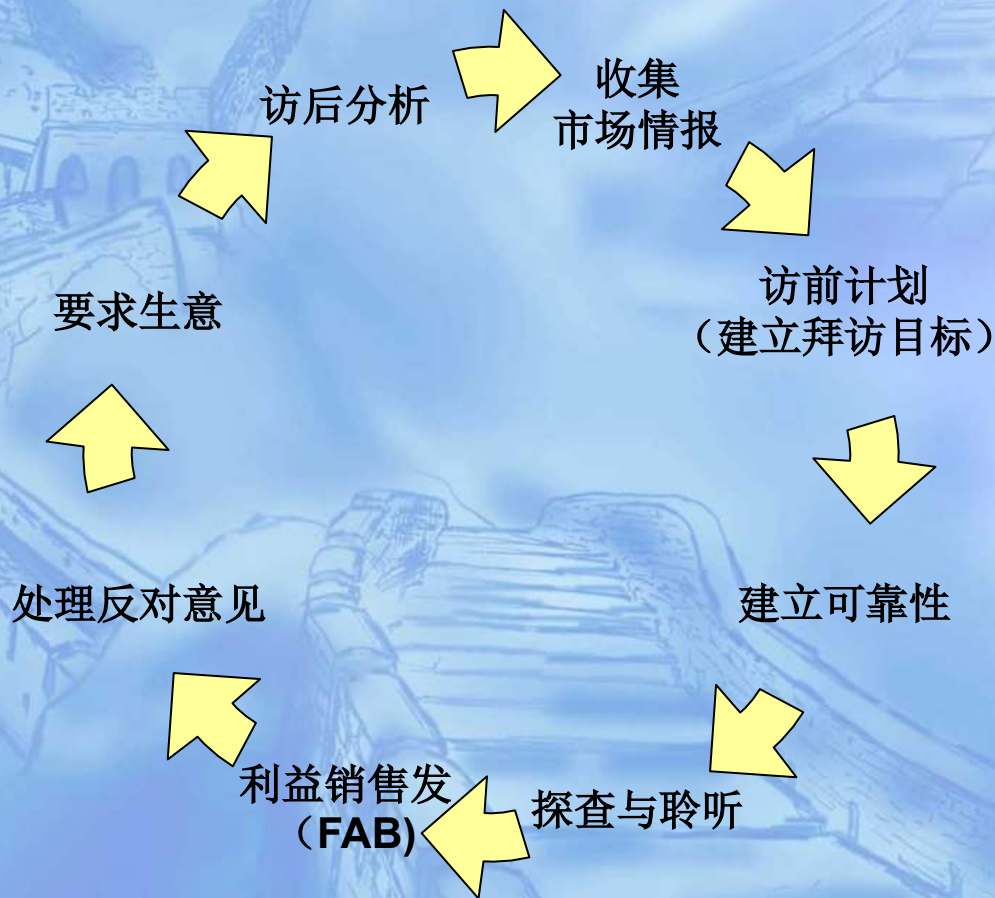 收集
市场情报
访前计划
（建立拜访目标）
建立可靠性
探查与聆听
利益销售发
（FAB)
处理反对意见
要求生意
访后分析